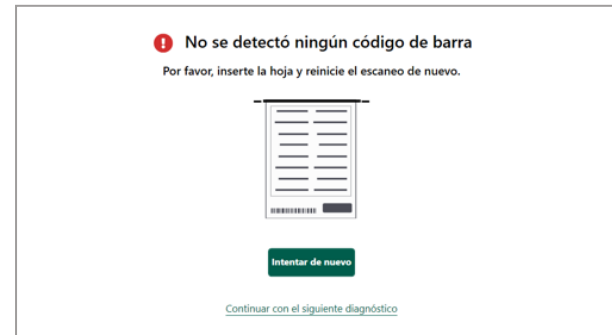 No se detectó ningún código de barra
Por favor, inserte la hoja y reinicie el escaneo de nuevo.
Intentar de nuevo
Continuar con el siguiente diagnóstico